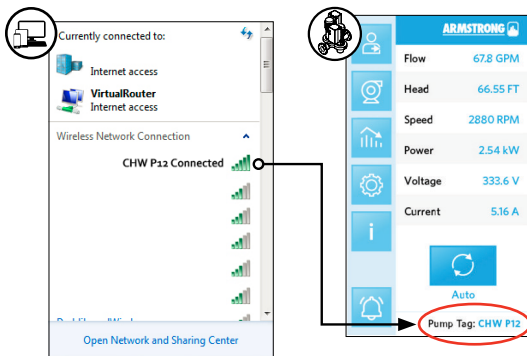 Currently connected to:
Internet access
VirtualRouter
Internet access
Wireless Network Connection
CHW P12 Connected
Open Network and Sharing Center
ARMSTRONG
Flow 67.8 GPM
Head 66.55 FT
Speed 2880 RPM
Power 2.54 kW
Voltage 333.6 V
Current 5.16 A
i
Auto
Pump Tag: CHW P12